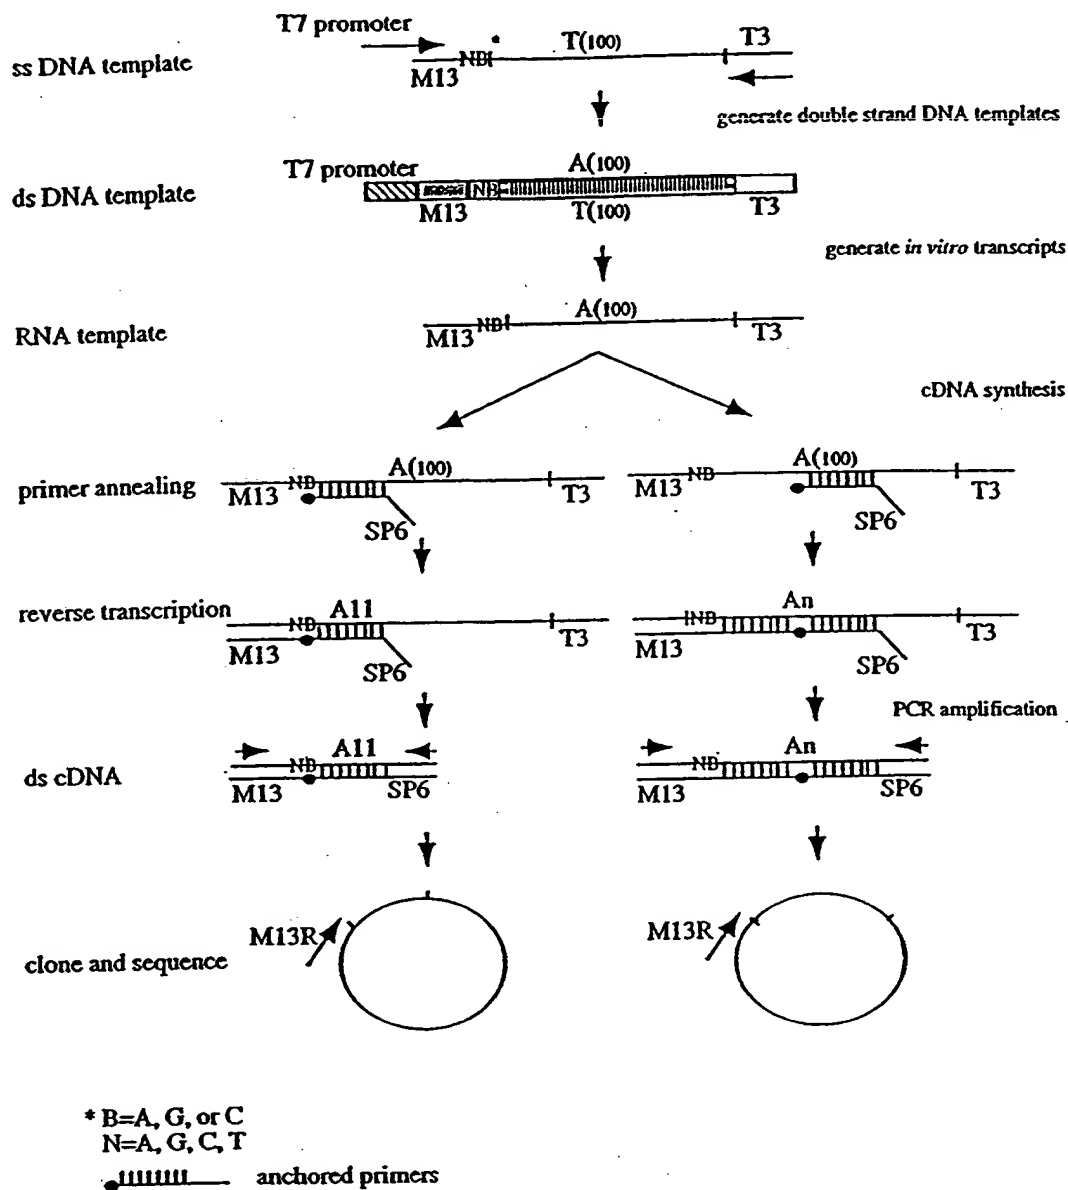 T7 promoter
ss DNA template
M13 NB * T(100) T3
generate double strand DNA templates
T7 promoter A(100)
ds DNA template
NB
M13 T(100) T3
generate in vitro transcripts
RNA template
M13 NB A(100) T3
cDNA synthesis
primer annealing
M13 NB A(100) T3
SP6
M13 NB A(100) T3
SP6
reverse transcription
M13 NB A11 T3
SP6
M13 NB An T3
SP6
PCR amplification
ds cDNA
M13 NB A11 SP6
M13 NB An SP6
clone and sequence
M13R
M13R
* B=A, G, or C
N=A, G, C, T
anchored primers